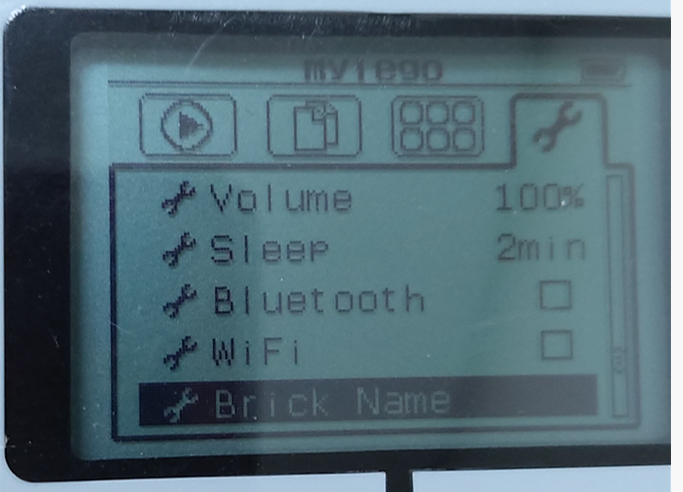 mylego
Volume 100%
Sleep 2min
Bluetooth
WiFi
Brick Name